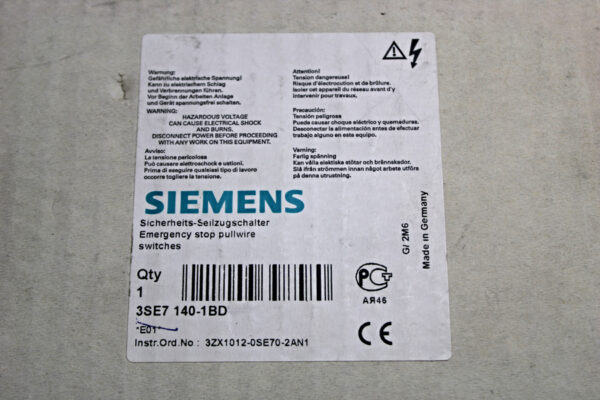 Warnung:
Gefährliche elektrische Spannung!
Kann zu elektrischem Schlag
und Verbrennungen führen.
Vor Beginn der Arbeiten Anlage
und Gerät spannungsfrei schalten.
WARNING:
HAZARDOUS VOLTAGE
CAN CAUSE ELECTRICAL SHOCK
AND BURNS.
DISCONNECT POWER BEFORE PROCEEDING
WITH ANY WORK ON THIS EQUIPMENT.
Avviso:
La tensione pericolosa
Può causare elettroshock e ustioni.
Prima di eseguire qualsiasi tipo di lavoro
occorre togliere la tensione.
Attention!
Tension dangereuse!
Risque d'électrocution et de brûlure.
Isoler cet appareil du réseau avant d'y
intervenir pour travaux.
Precaución:
Tensión peligrosa
Puede causar choque eléctrico y quemaduras.
Desconectar la alimentación antes de efectuar
trabajo alguno en este equipo.
Varning:
Farlig spänning
Kan vålla elektriska stötar och brännskador.
Slå ifrån strömmen innan något arbete utförs
på denna utrustning.
SIEMENS
Sicherheits-Seilzugschalter
Emergency stop pullwire
switches
G/ 2M6
Made in Germany
Qty
1
3SE7 140-1BD
*E01*
Instr.Ord.No.: 3ZX1012-0SE70-2AN1
PCT
АЯ46
CE